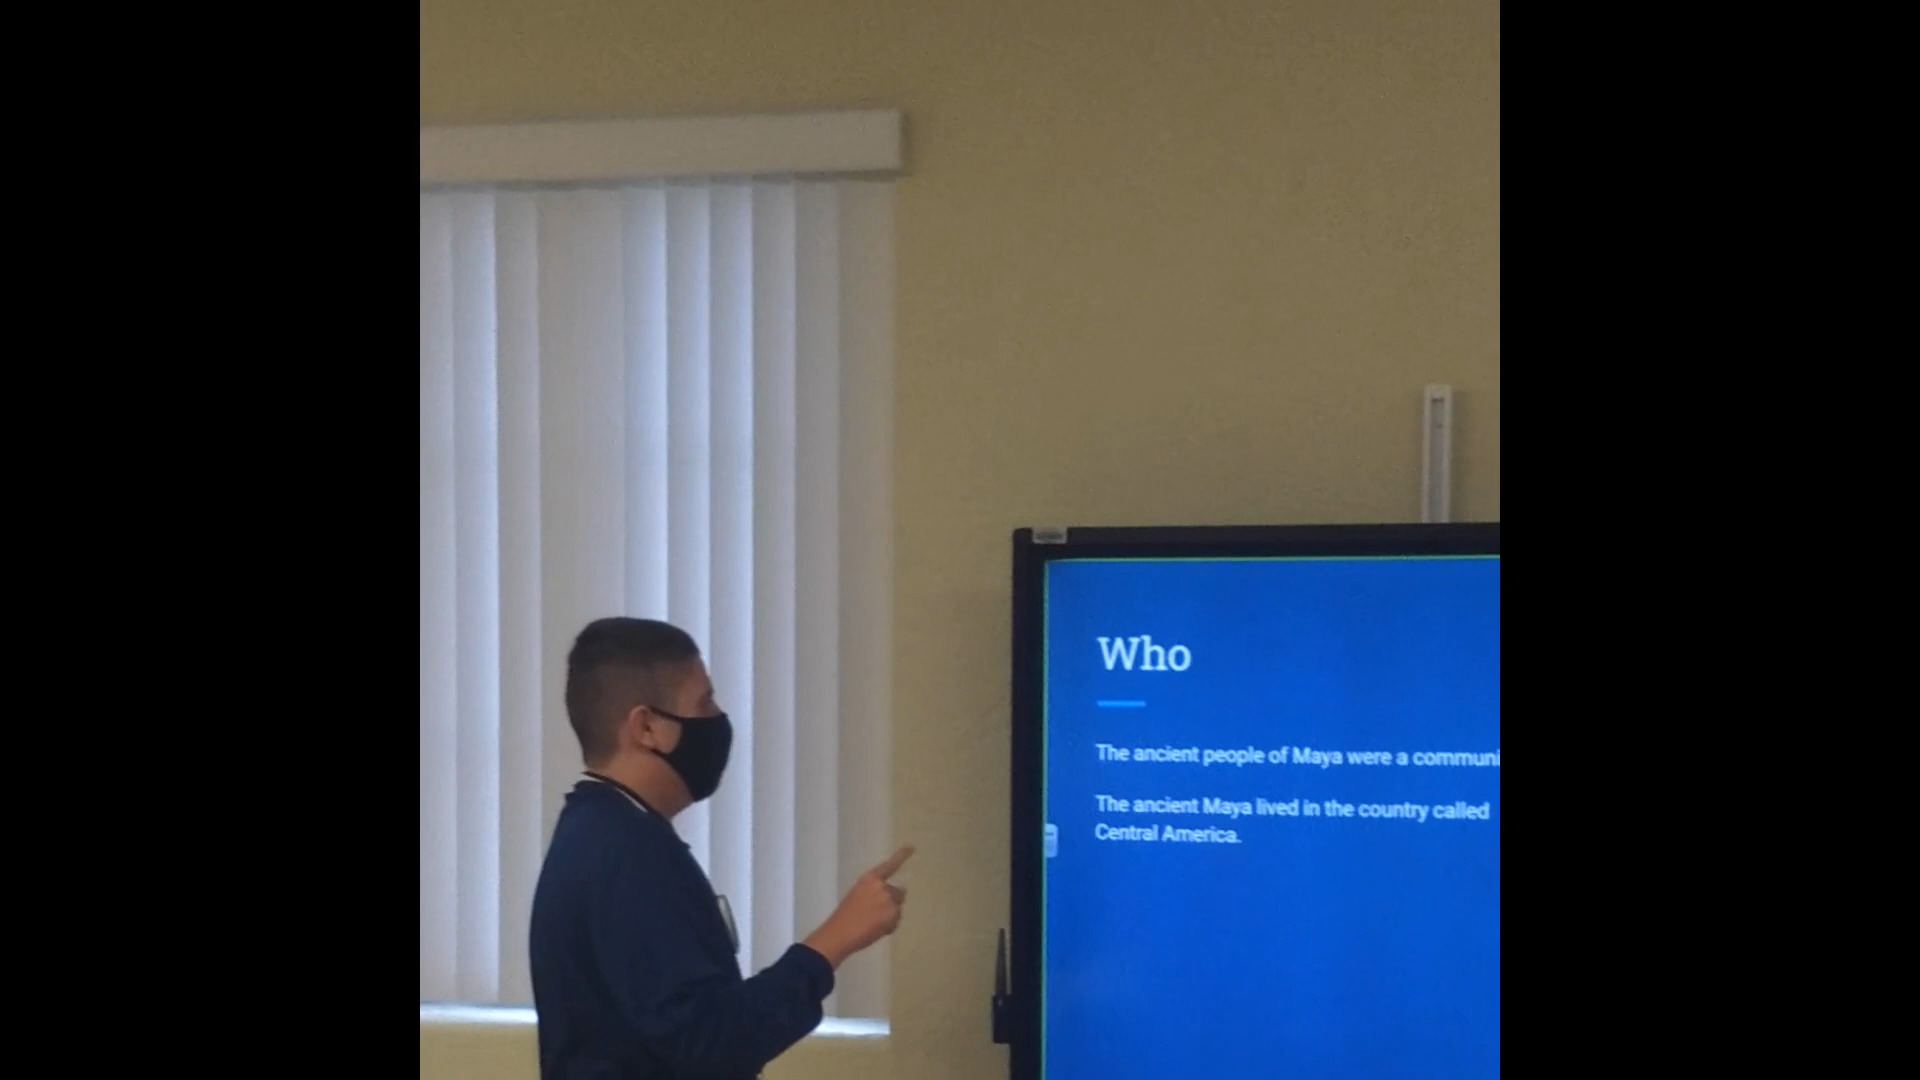 Who
The ancient people of Maya were a communi
The ancient Maya lived in the country called
Central America.